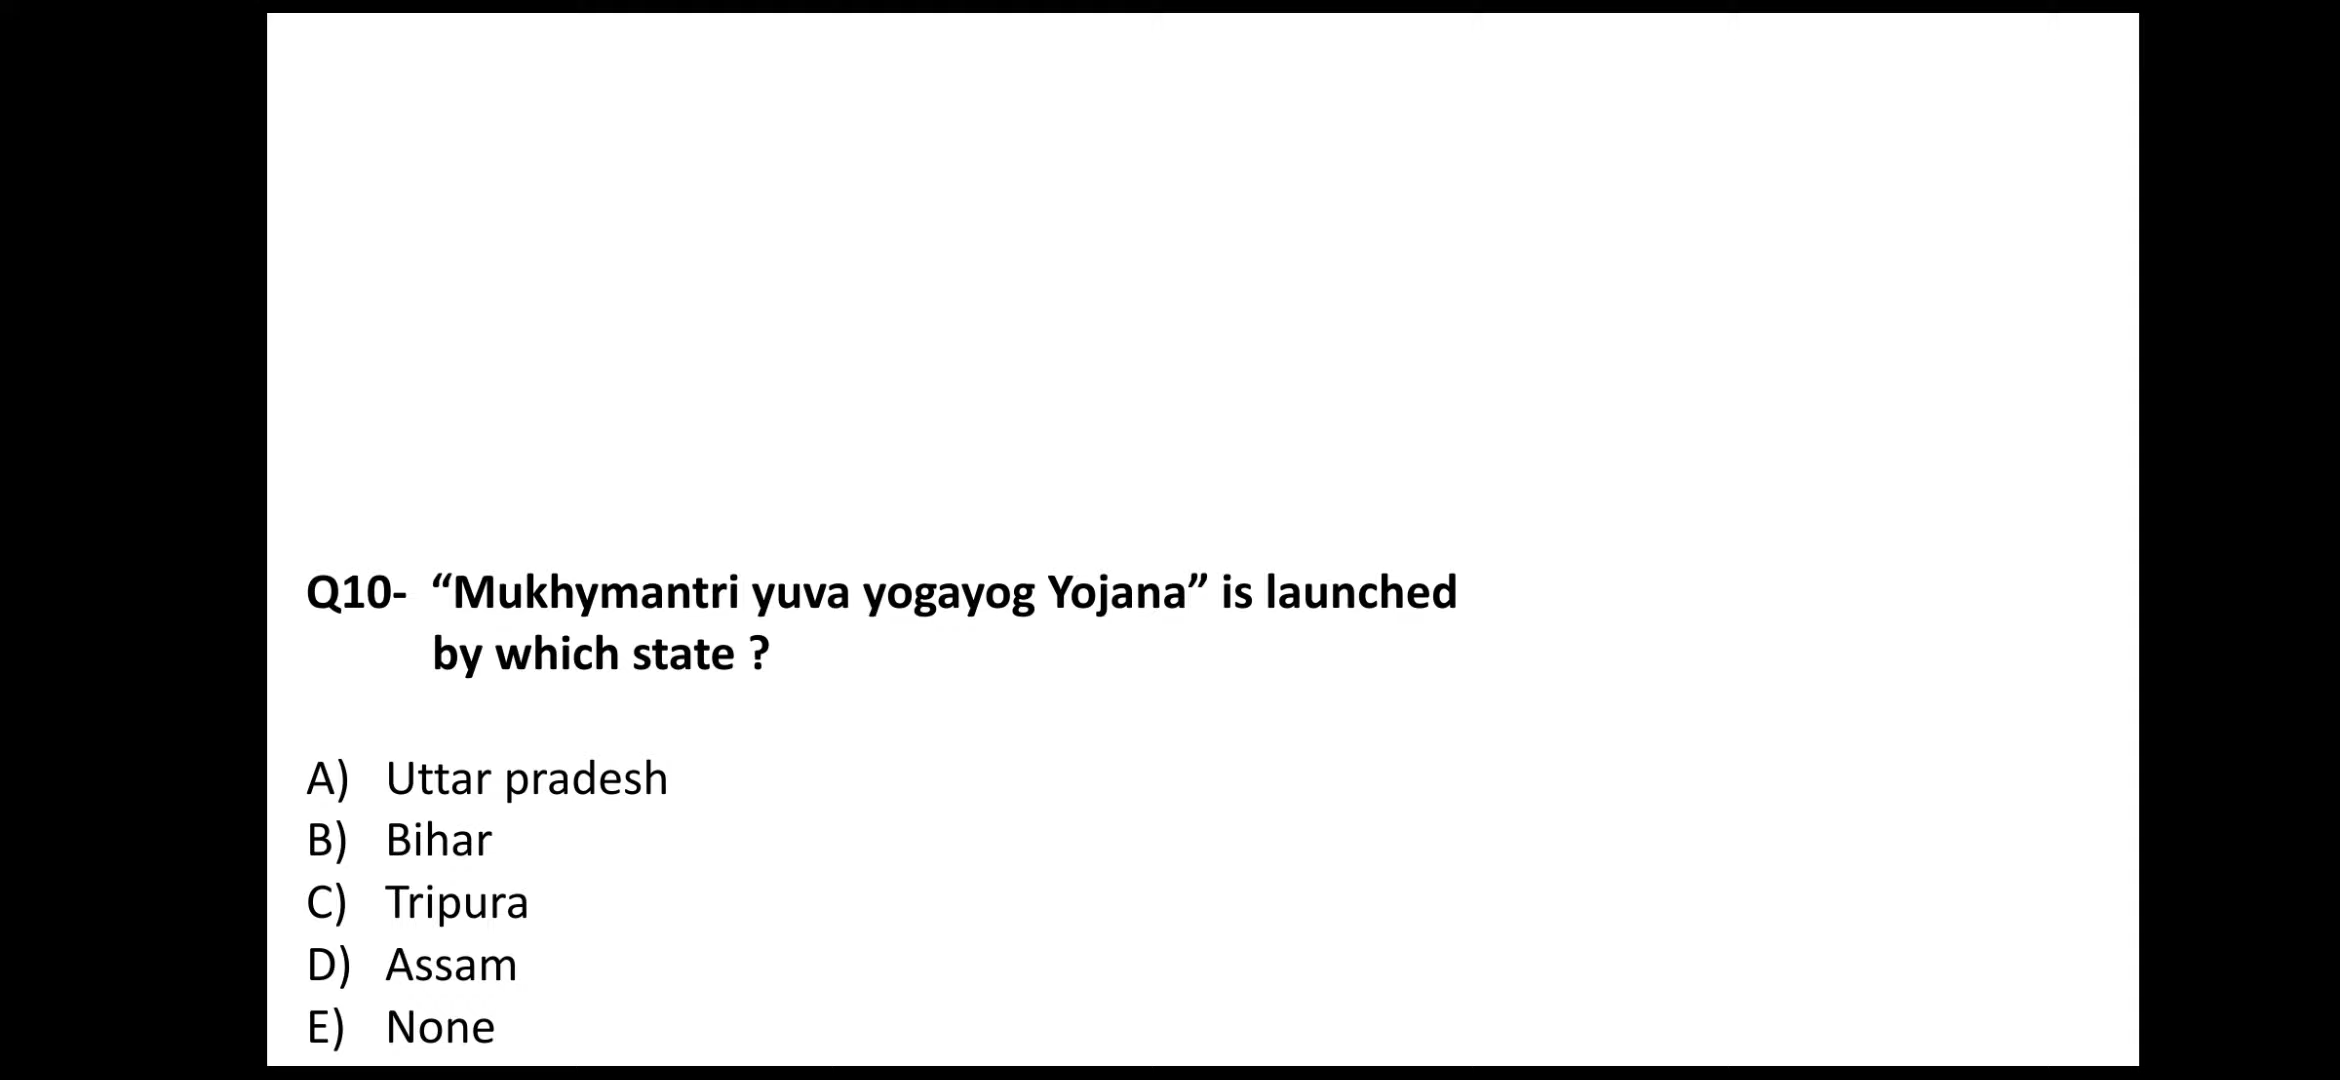 Q10- “Mukhymantri yuva yogayog Yojana” is launched
by which state ?
A) Uttar pradesh
B) Bihar
C) Tripura
D) Assam
E) None